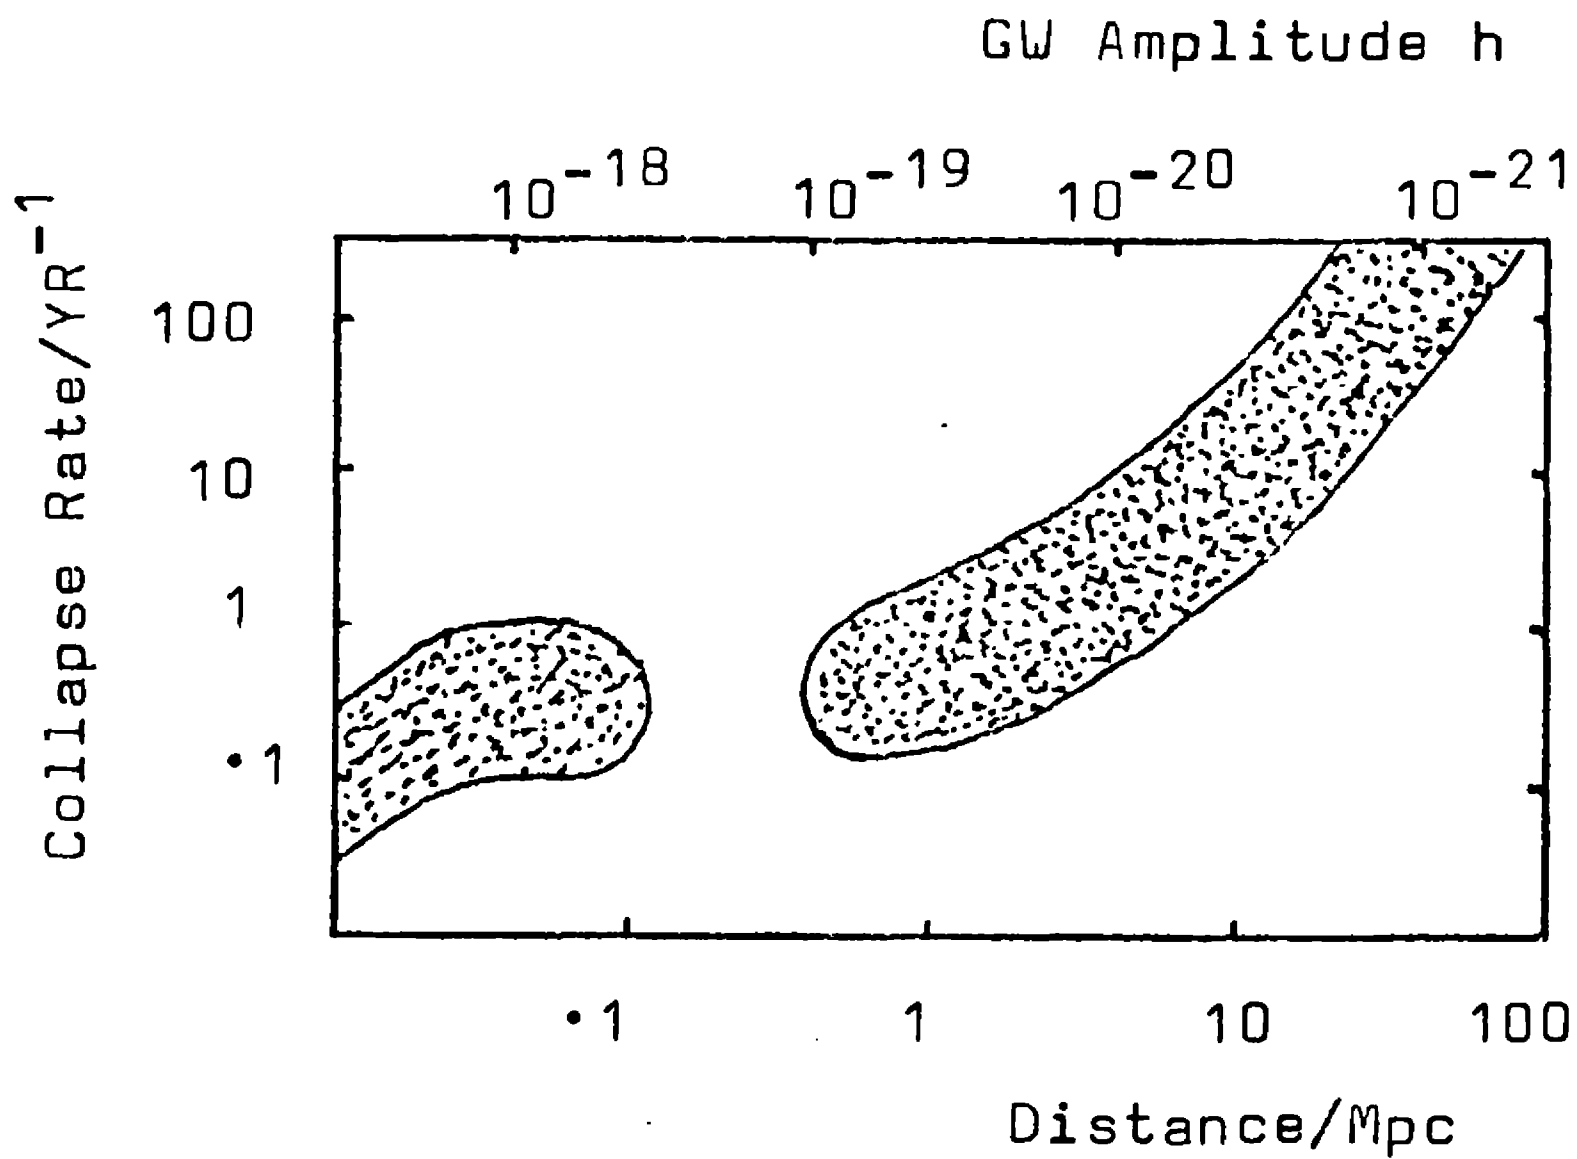 GW Amplitude h
10⁻¹⁸ 10⁻¹⁹ 10⁻²⁰ 10⁻²¹
Collapse Rate/YR⁻¹
100
10
1
.1
.1 1 10 100
Distance/Mpc